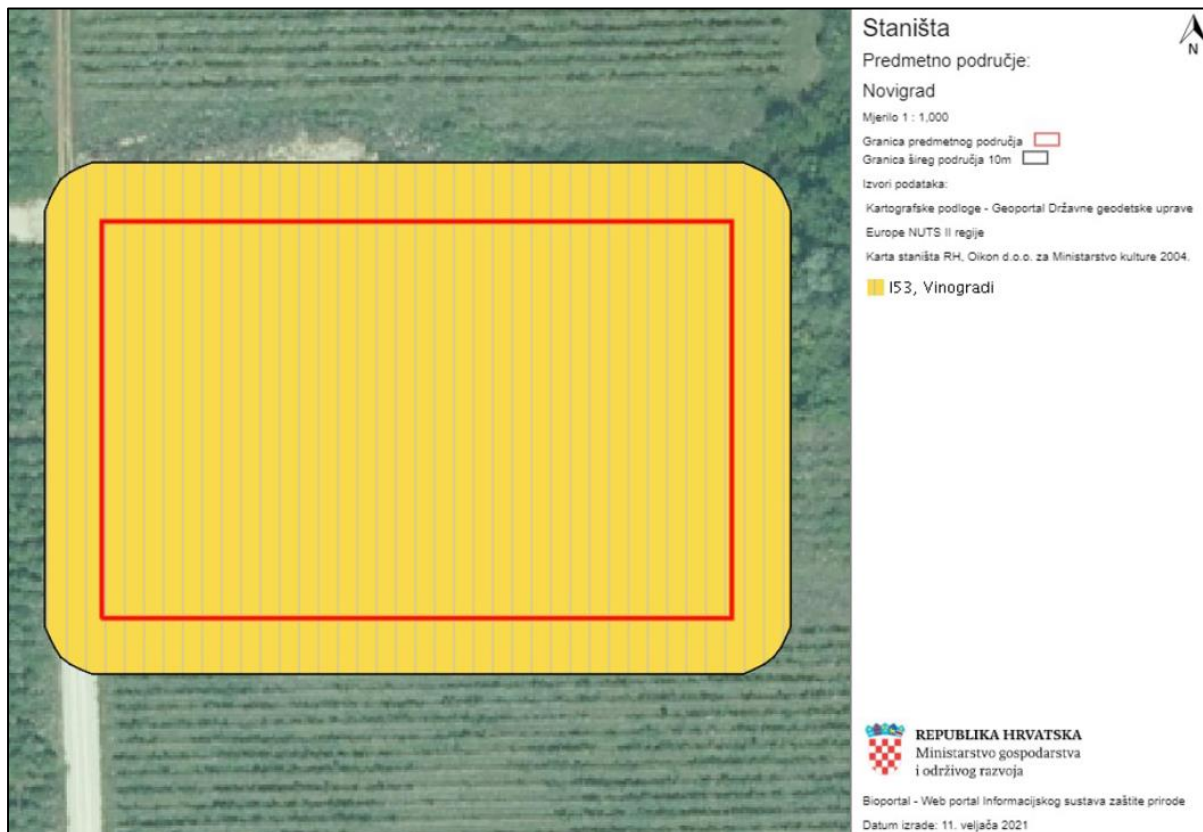 Staništa
N
Predmetno područje:
Novigrad
Mjerilo 1 : 1,000
Granica predmetnog područja
Granica šireg područja 10m
Izvori podataka:
Kartografske podloge - Geoportal Državne geodetske uprave
Europe NUTS II regije
Karta staništa RH, Oikon d.o.o. za Ministarstvo kulture 2004.
I53, Vinogradi
REPUBLIKA HRVATSKA
Ministarstvo gospodarstva
i održivog razvoja
Bioportal - Web portal Informacijskog sustava zaštite prirode
Datum izrade: 11. veljača 2021